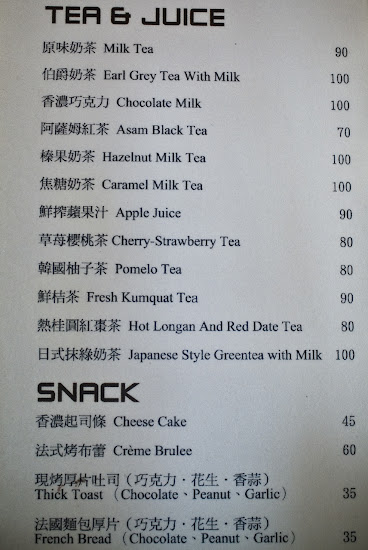 TEA & JUICE
原味奶茶 Milk Tea 90
伯爵奶茶 Earl Grey Tea With Milk 100
香濃巧克力 Chocolate Milk 100
阿薩姆紅茶 Asam Black Tea 70
榛果奶茶 Hazelnut Milk Tea 100
焦糖奶茶 Caramel Milk Tea 100
鮮搾蘋果汁 Apple Juice 90
草莓櫻桃茶 Cherry-Strawberry Tea 80
韓國柚子茶 Pomelo Tea 80
鮮桔茶 Fresh Kumquat Tea 90
熱桂圓紅棗茶 Hot Longan And Red Date Tea 80
日式抹綠奶茶 Japanese Style Greentea with Milk 100
SNACK
香濃起司條 Cheese Cake 45
法式烤布蕾 Crème Brulee 60
現烤厚片吐司（巧克力．花生．香蒜）
Thick Toast（Chocolate、Peanut、Garlic） 35
法國麵包厚片（巧克力．花生．香蒜）
French Bread（Chocolate、Peanut、Garlic） 35